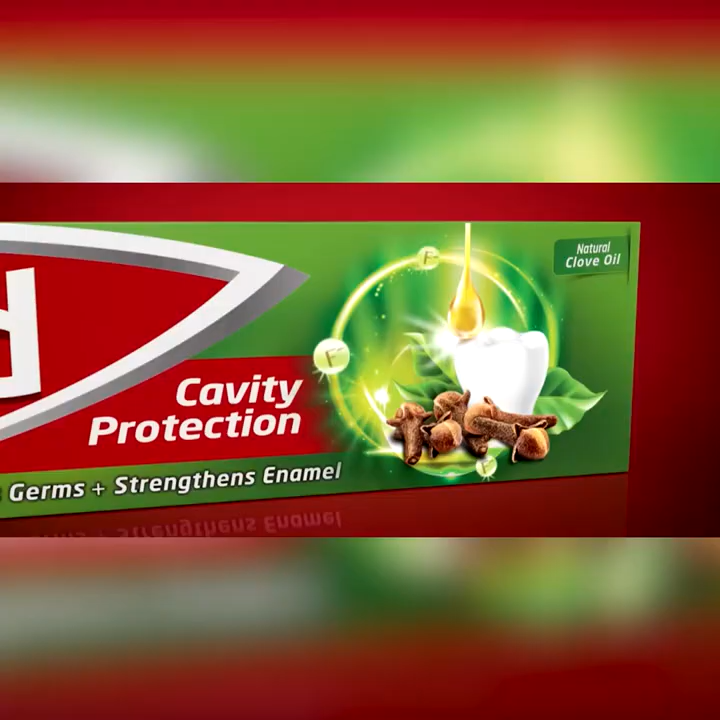 Natural
Clove Oil
Cavity
Protection
Germs + Strengthens Enamel